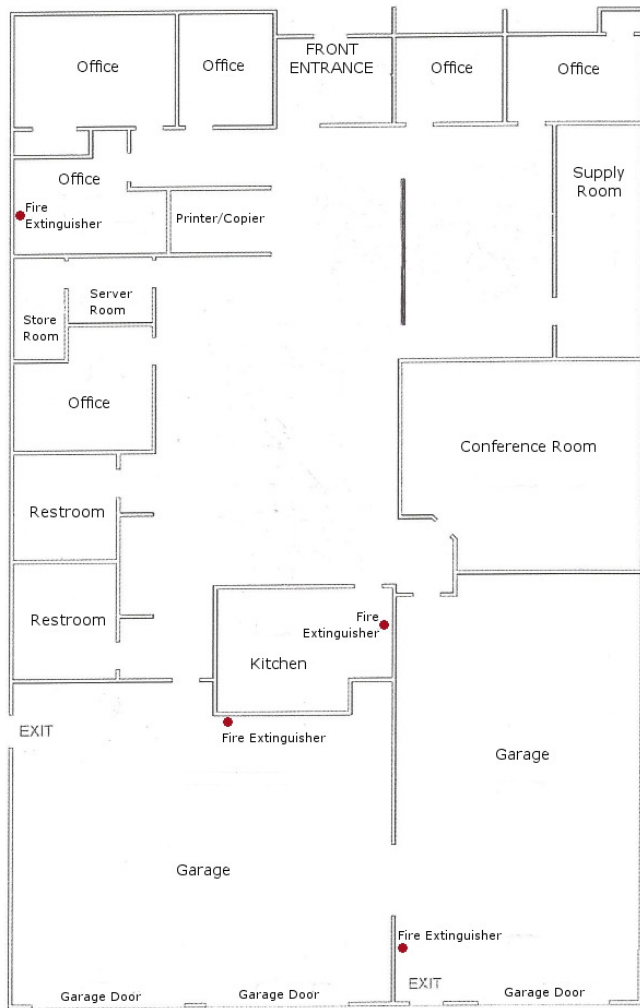 FRONT
ENTRANCE
Office
Office
Office
Office
Office
Supply
Room
Fire
Extinguisher
Printer/Copier
Server
Room
Store
Room
Office
Conference Room
Restroom
Restroom
Fire
Extinguisher
Kitchen
EXIT
Fire Extinguisher
Garage
Garage
Fire Extinguisher
EXIT
Garage Door
Garage Door
Garage Door